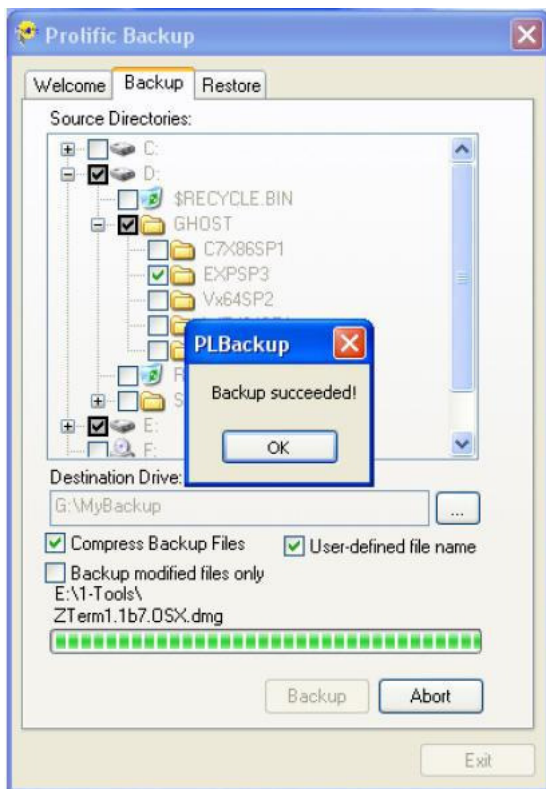 Prolific Backup
Welcome Backup Restore
Source Directories:
C:
D:
$RECYCLE.BIN
GHOST
C7X86SP1
EXPSP3
Vx64SP2
PLBackup
Backup succeeded!
OK
E:
F:
Destination Drive:
G:\MyBackup
...
Compress Backup Files User-defined file name
Backup modified files only
E:\1-Tools\
ZTerm1.1b7.OSX.dmg
Backup Abort
Exit